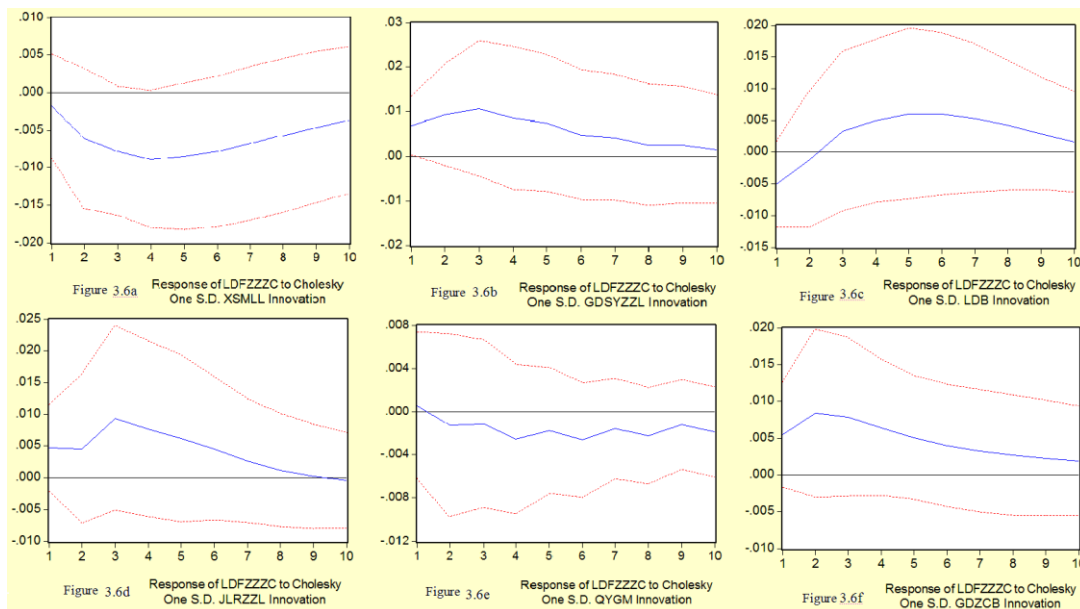 .010
.005
.000
-.005
-.010
-.015
-.020
1 2 3 4 5 6 7 8 9 10
Figure 3.6a
Response of LDFZZZC to Cholesky
One S.D. XSMLL Innovation
.03
.02
.01
.00
-.01
-.02
1 2 3 4 5 6 7 8 9 10
Figure 3.6b
Response of LDFZZZC to Cholesky
One S.D. GDSYZZL Innovation
.020
.015
.010
.005
.000
-.005
-.010
-.015
1 2 3 4 5 6 7 8 9 10
Figure 3.6c
Response of LDFZZZC to Cholesky
One S.D. LDB Innovation
.025
.020
.015
.010
.005
.000
-.005
-.010
1 2 3 4 5 6 7 8 9 10
Figure 3.6d
Response of LDFZZZC to Cholesky
One S.D. JLRZZL Innovation
.008
.004
.000
-.004
-.008
-.012
1 2 3 4 5 6 7 8 9 10
Figure 3.6e
Response of LDFZZZC to Cholesky
One S.D. QYGM Innovation
.020
.015
.010
.005
.000
-.005
-.010
1 2 3 4 5 6 7 8 9 10
Figure 3.6f
Response of LDFZZZC to Cholesky
One S.D. GDZCB Innovation